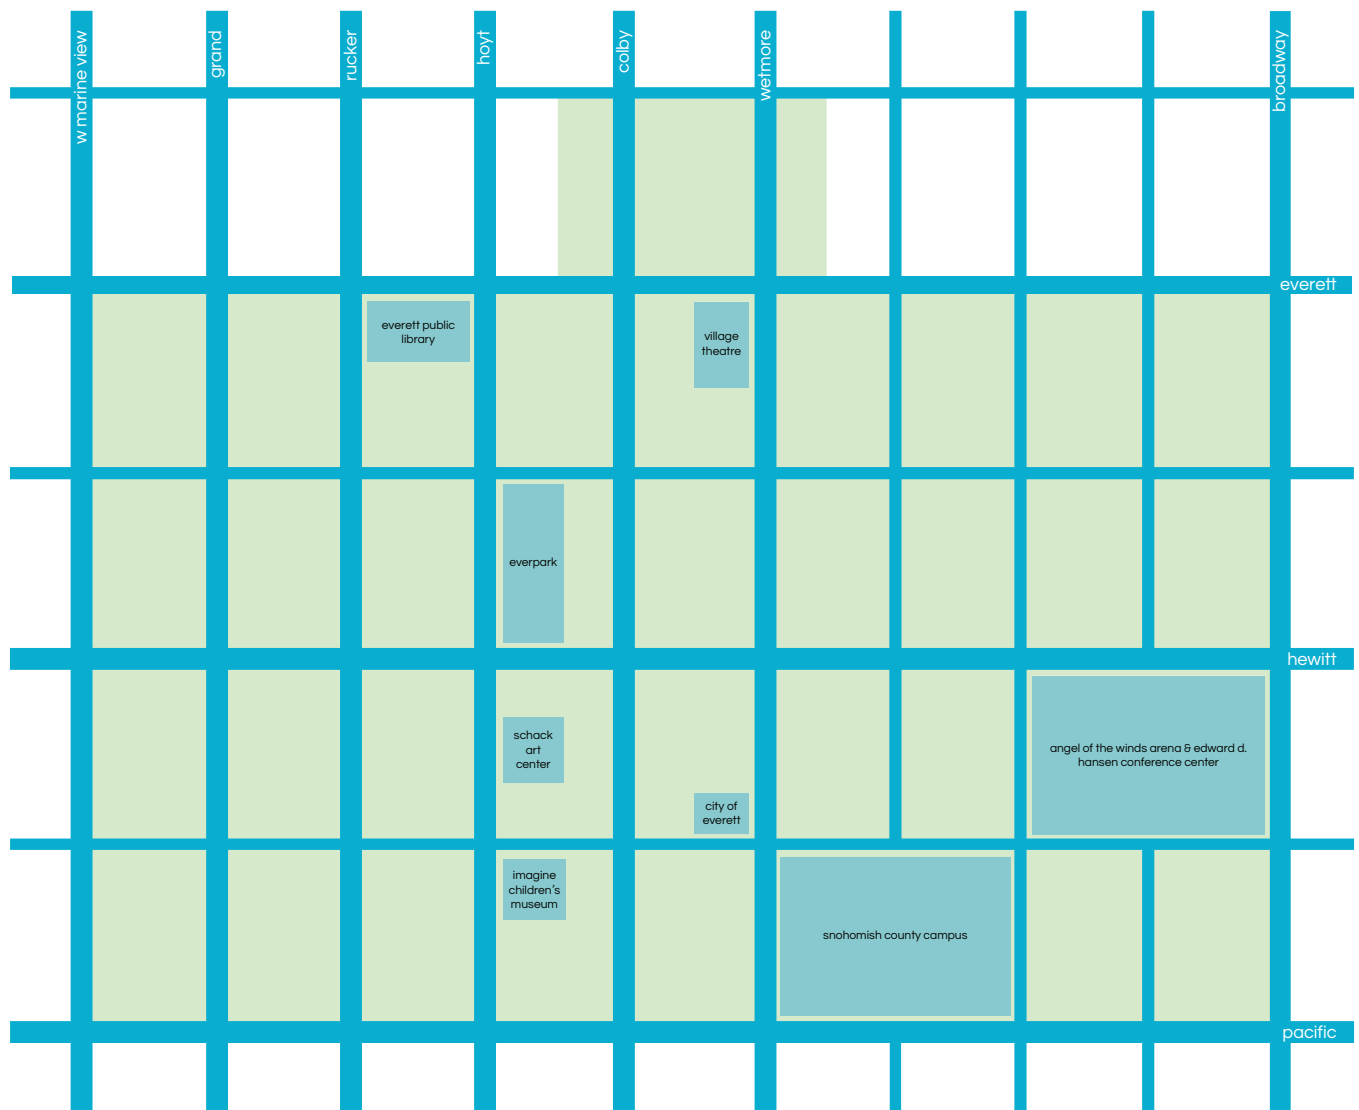 w marine view
grand
rucker
hoyt
colby
wetmore
broadway
everett
everett public
library
village
theatre
everpark
hewitt
schack
art
center
angel of the winds arena & edward d.
hansen conference center
city of
everett
imagine
children's
museum
snohomish county campus
pacific